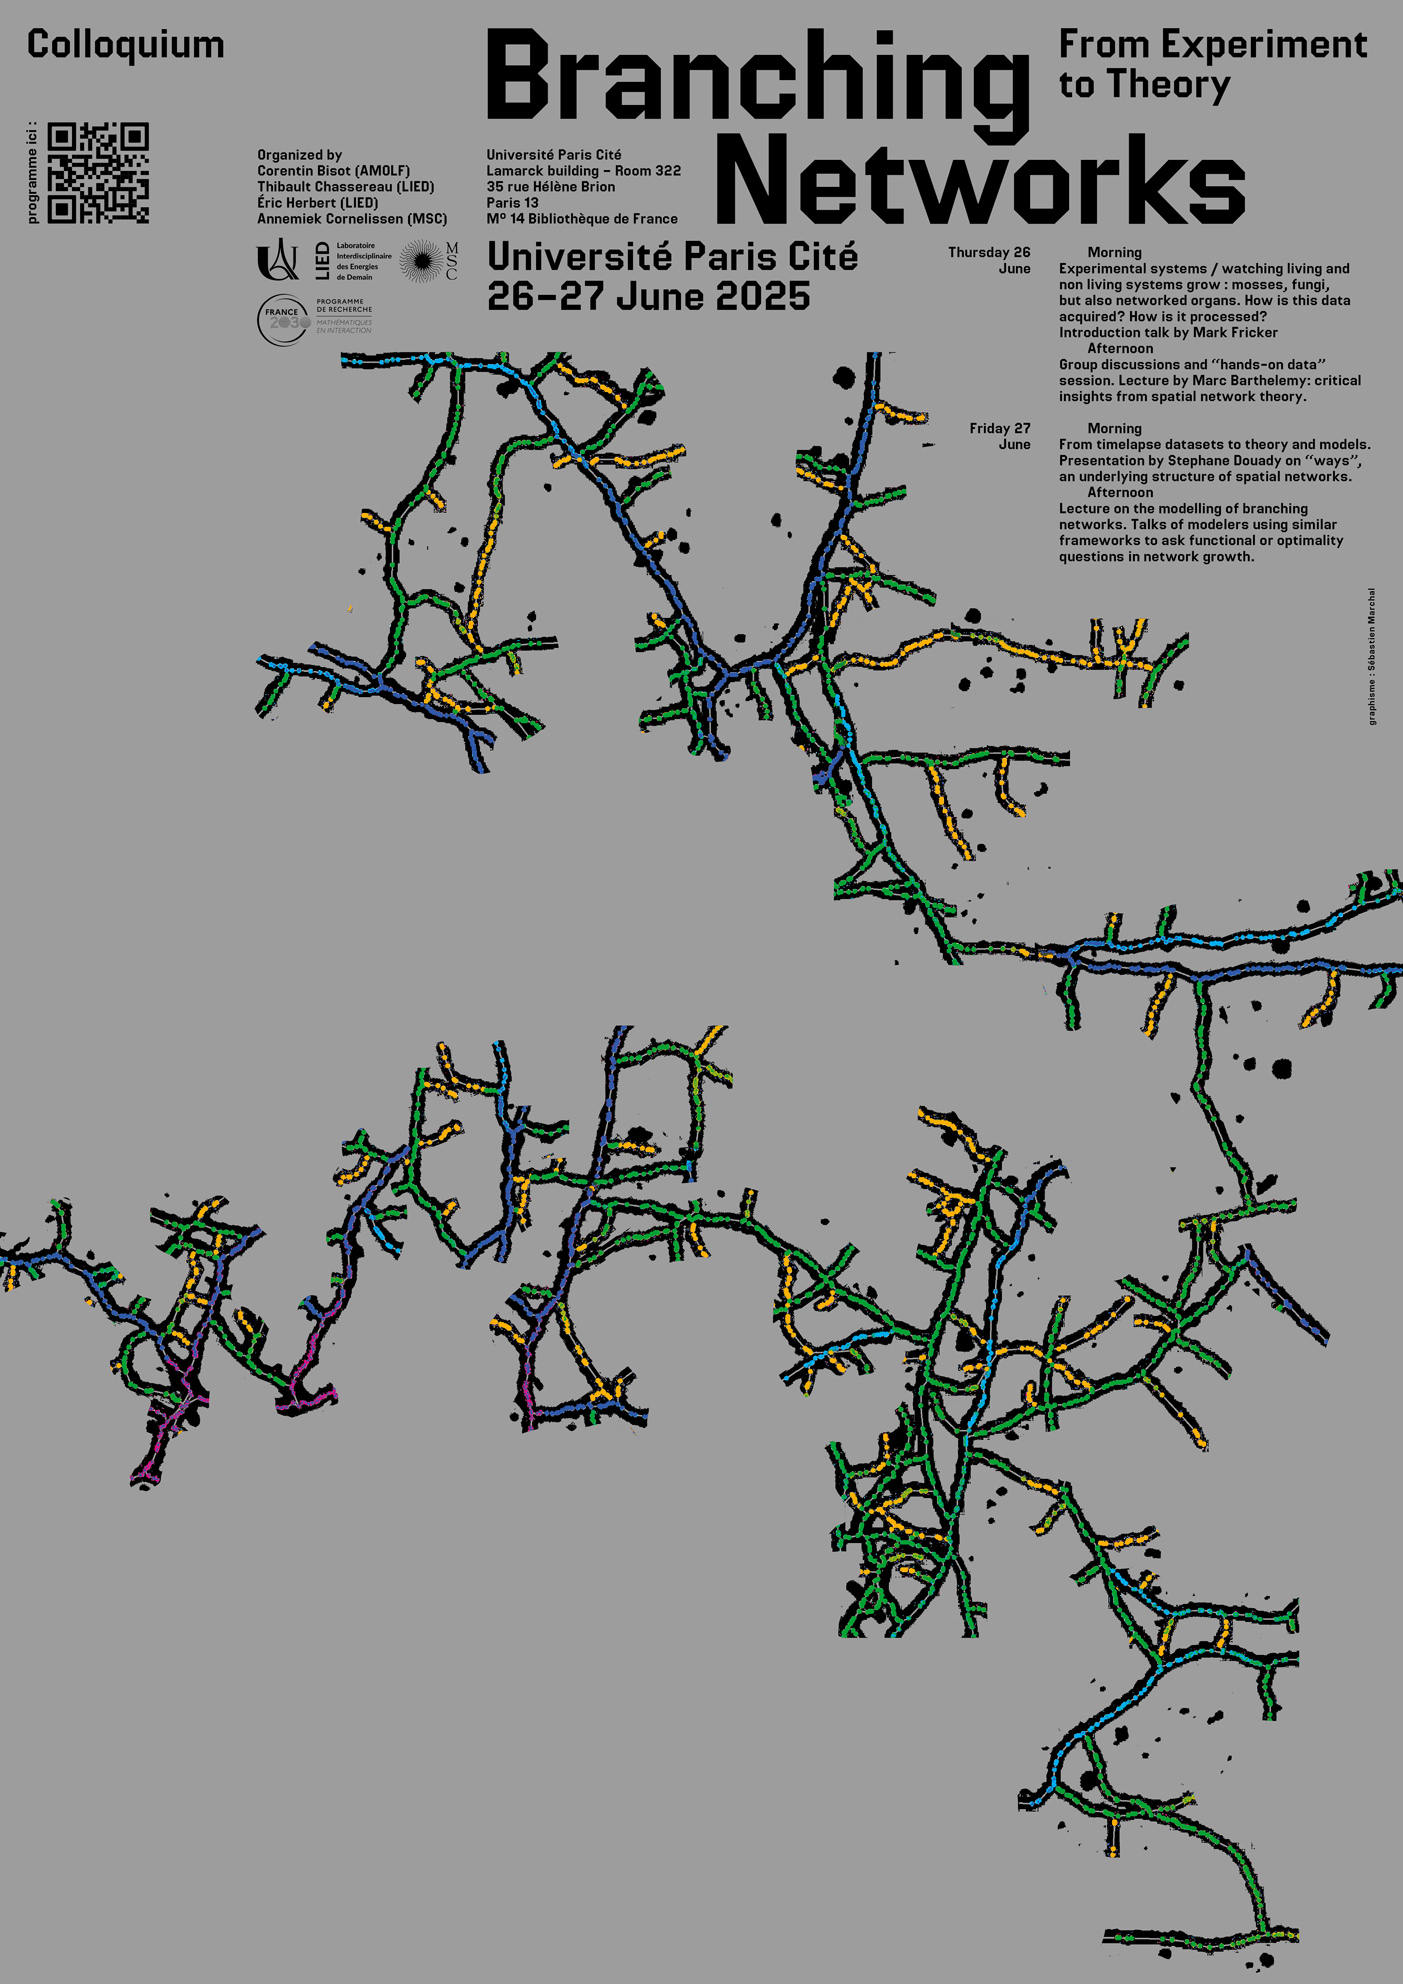 Colloquium
Branching
Networks
From Experiment
to Theory
programme ici :
Organized by
Corentin Bisot (AMOLF)
Thibault Chassereau (LIED)
Éric Herbert (LIED)
Annemiek Cornelissen (MSC)
Université Paris Cité
Lamarck building – Room 322
35 rue Hélène Brion
Paris 13
Mº 14 Bibliothèque de France
LIED
Laboratoire
Interdisciplinaire
des Energies
de Demain
M
S
C
FRANCE
2030
PROGRAMME
DE RECHERCHE
MATHÉMATIQUES
EN INTERACTION
Université Paris Cité
26–27 June 2025
Thursday 26
June
Morning
Experimental systems / watching living and
non living systems grow : mosses, fungi,
but also networked organs. How is this data
acquired? How is it processed?
Introduction talk by Mark Fricker
Afternoon
Group discussions and “hands-on data”
session. Lecture by Marc Barthelemy: critical
insights from spatial network theory.
Friday 27
June
Morning
From timelapse datasets to theory and models.
Presentation by Stephane Douady on “ways”,
an underlying structure of spatial networks.
Afternoon
Lecture on the modelling of branching
networks. Talks of modelers using similar
frameworks to ask functional or optimality
questions in network growth.
graphisme : Sébastien Marchal